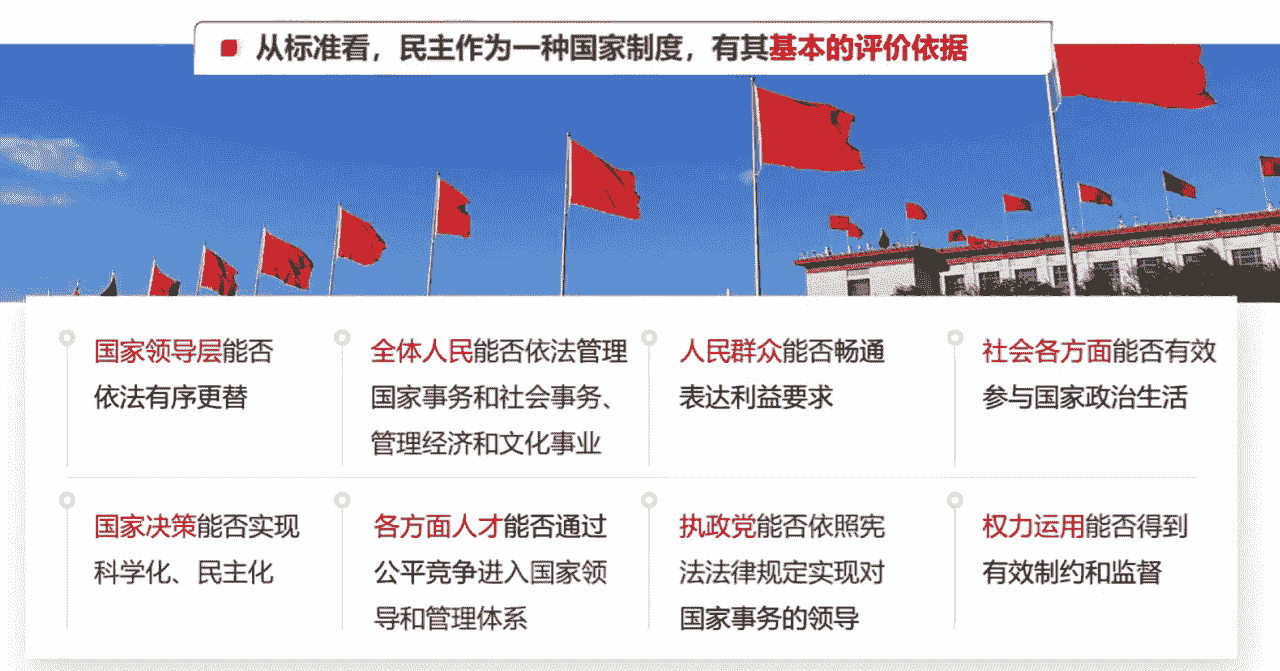 从标准看，民主作为一种国家制度，有其基本的评价依据
国家领导层能否
依法有序更替
全体人民能否依法管理
国家事务和社会事务、
管理经济和文化事业
人民群众能否畅通
表达利益要求
社会各方面能否有效
参与国家政治生活
国家决策能否实现
科学化、民主化
各方面人才能否通过
公平竞争进入国家领
导和管理体系
执政党能否依照宪
法法律规定实现对
国家事务的领导
权力运用能否得到
有效制约和监督